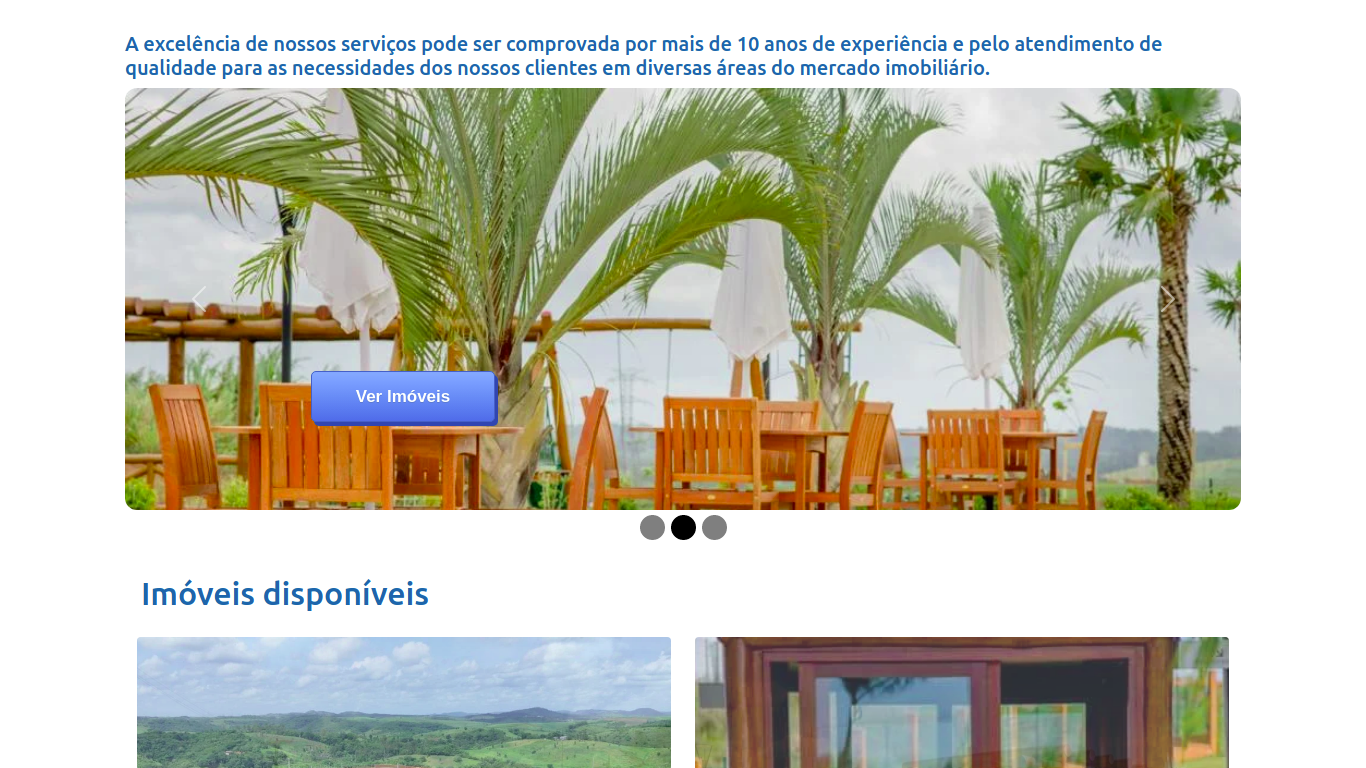 A excelência de nossos serviços pode ser comprovada por mais de 10 anos de experiência e pelo atendimento de
qualidade para as necessidades dos nossos clientes em diversas áreas do mercado imobiliário.
Ver Imóveis
Imóveis disponíveis